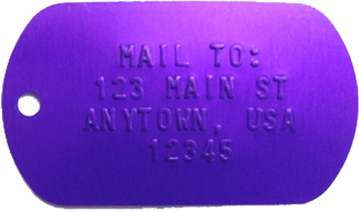 MAIL TO:
123 MAIN ST
ANYTOWN, USA
12345